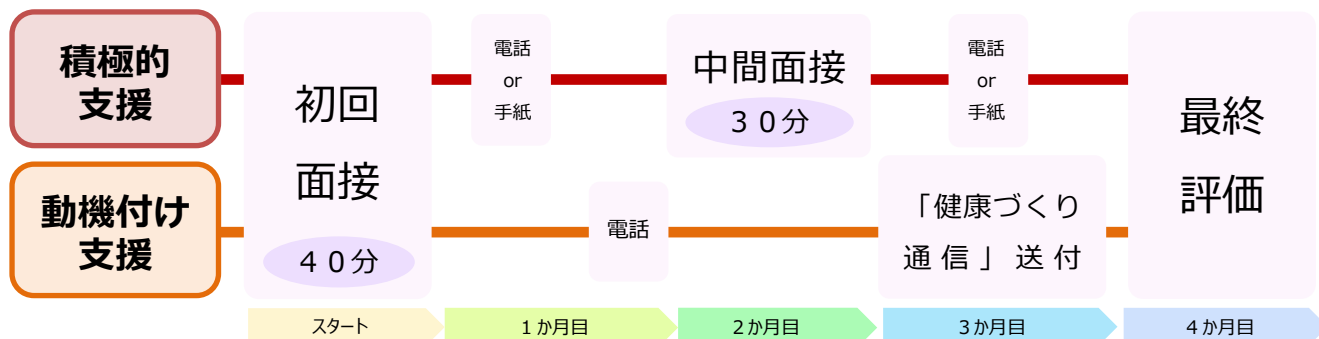 積極的
支援
初回
面接
４０分
電話
or
手紙
中間面接
３０分
電話
or
手紙
最終
評価
動機付け
支援
電話
「健康づくり
通信」送付
スタート
１か月目
２か月目
３か月目
４か月目